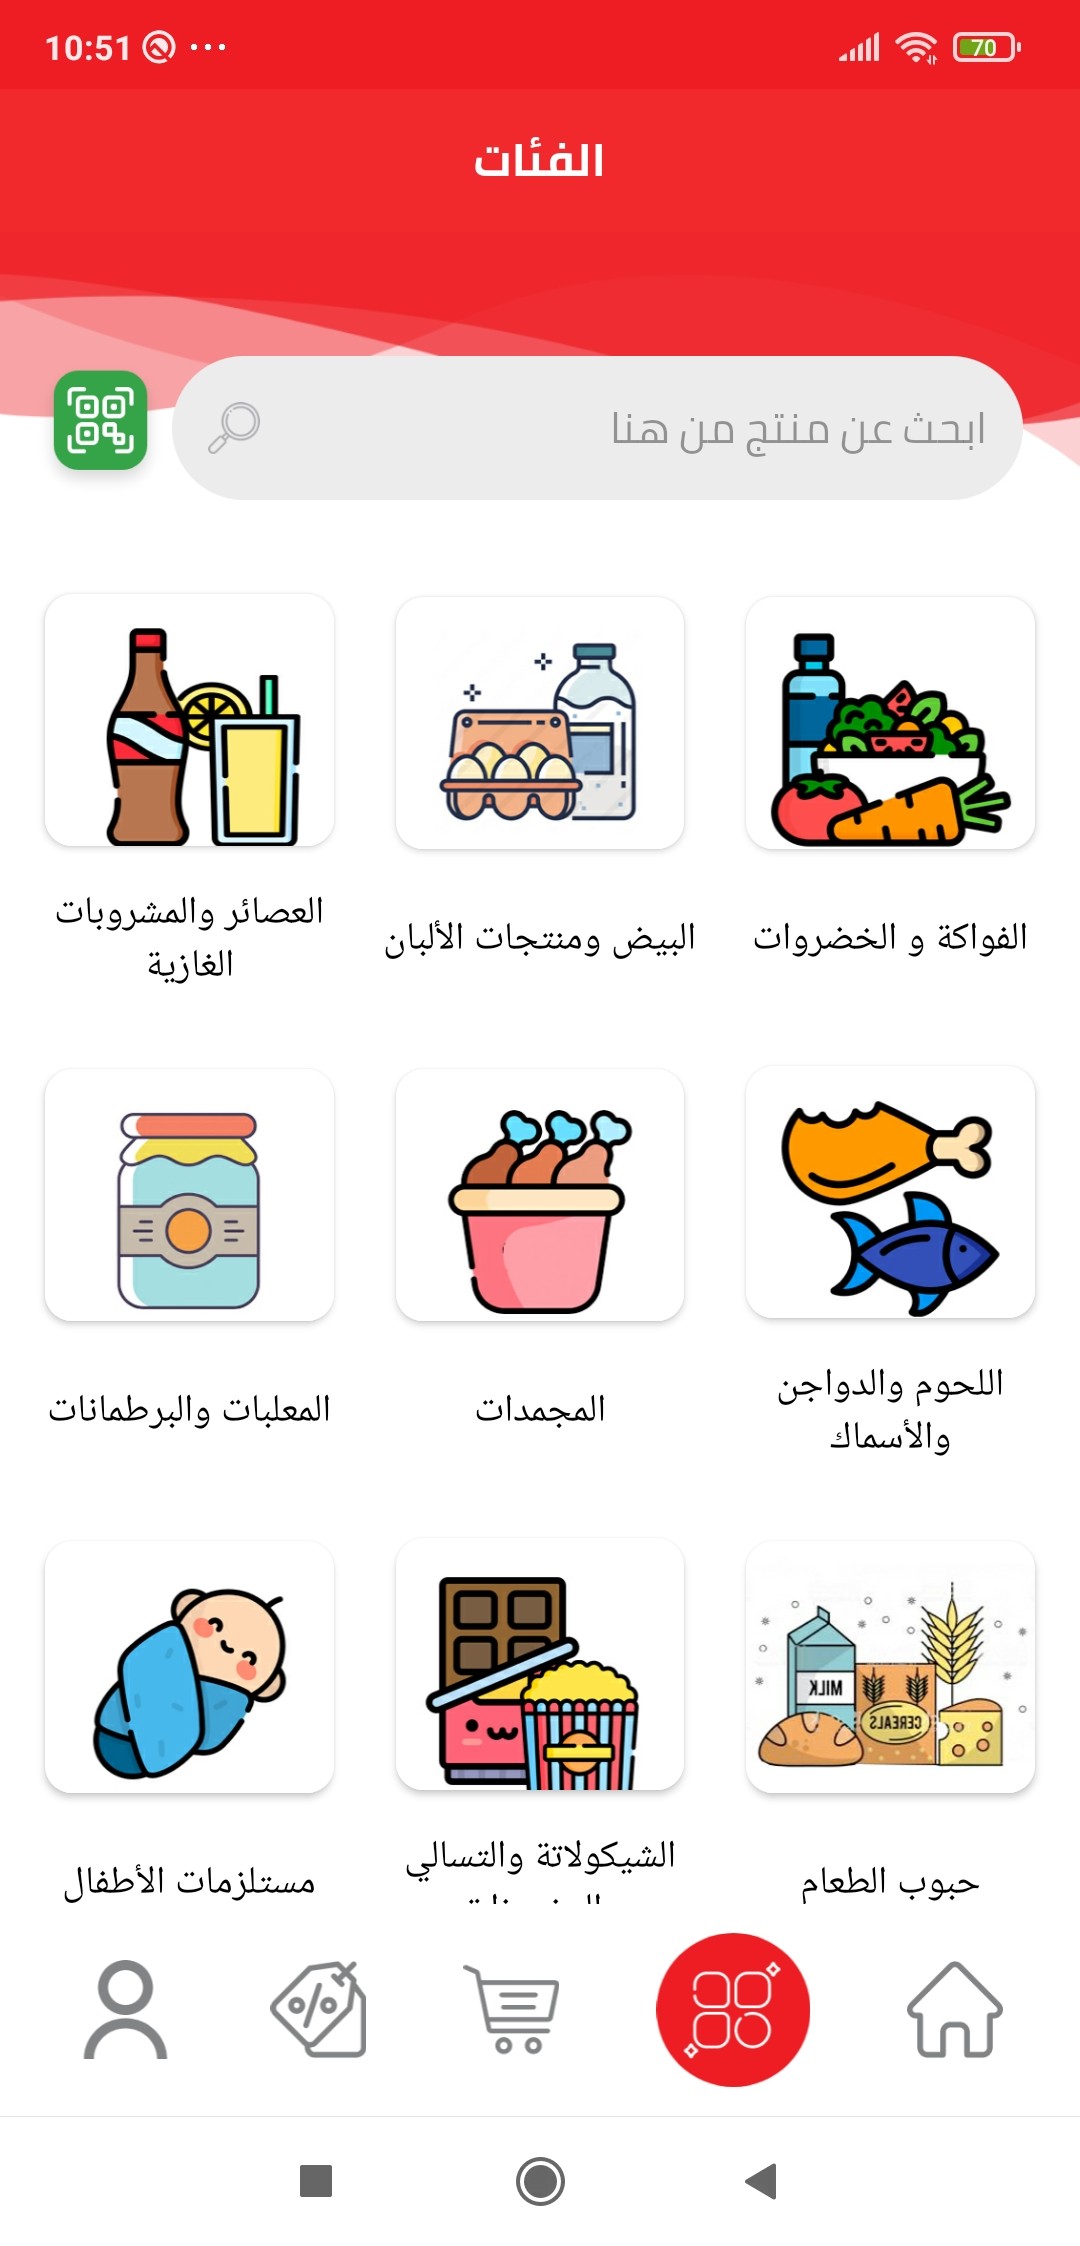 10:51
70
الفئات
ابحث عن منتج من هنا
الفواكة و الخضروات
البيض ومنتجات الألبان
العصائر والمشروبات
الغازية
اللحوم والدواجن
والأسماك
المجمدات
المعلبات والبرطمانات
MILK
CEREALS
حبوب الطعام
الشيكولاتة والتسالي
مستلزمات الأطفال